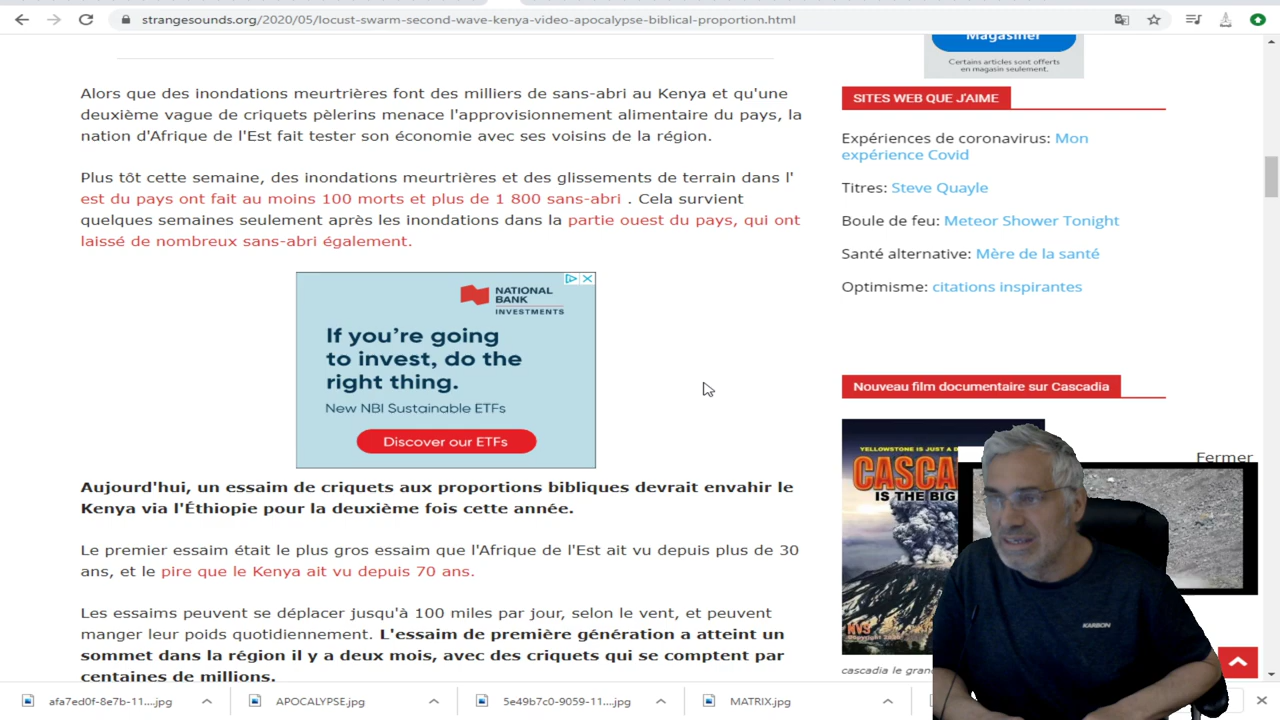 strangesounds.org/2020/05/locust-swarm-second-wave-kenya-video-apocalypse-biblical-proportion.html
Alors que des inondations meurtrières font des milliers de sans-abri au Kenya et qu'une
deuxième vague de criquets pèlerins menace l'approvisionnement alimentaire du pays, la
nation d'Afrique de l'Est fait tester son économie avec ses voisins de la région.
Plus tôt cette semaine, des inondations meurtrières et des glissements de terrain dans l'
est du pays ont fait au moins 100 morts et plus de 1 800 sans-abri . Cela survient
quelques semaines seulement après les inondations dans la partie ouest du pays, qui ont
laissé de nombreux sans-abri également.
NATIONAL
BANK
INVESTMENTS
If you're going
to invest, do the
right thing.
New NBI Sustainable ETFs
Discover our ETFs
Aujourd'hui, un essaim de criquets aux proportions bibliques devrait envahir le
Kenya via l'Éthiopie pour la deuxième fois cette année.
Le premier essaim était le plus gros essaim que l'Afrique de l'Est ait vu depuis plus de 30
ans, et le pire que le Kenya ait vu depuis 70 ans.
Les essaims peuvent se déplacer jusqu'à 100 miles par jour, selon le vent, et peuvent
manger leur poids quotidiennement. L'essaim de première génération a atteint un
sommet dans la région il y a deux mois, avec des criquets qui se comptent par
centaines de millions.
Magasiner
Certains articles sont offerts
en magasin seulement.
SITES WEB QUE J'AIME
Expériences de coronavirus: Mon
expérience Covid
Titres: Steve Quayle
Boule de feu: Meteor Shower Tonight
Santé alternative: Mère de la santé
Optimisme: citations inspirantes
Nouveau film documentaire sur Cascadia
YELLOWSTONE IS JUST A
CASCA
IS THE BIG
NVS
Fermer
KARBON
cascadia le gran
afa7ed0f-8e7b-11....jpg
APOCALYPSE.jpg
5e49b7c0-9059-11....jpg
MATRIX.jpg